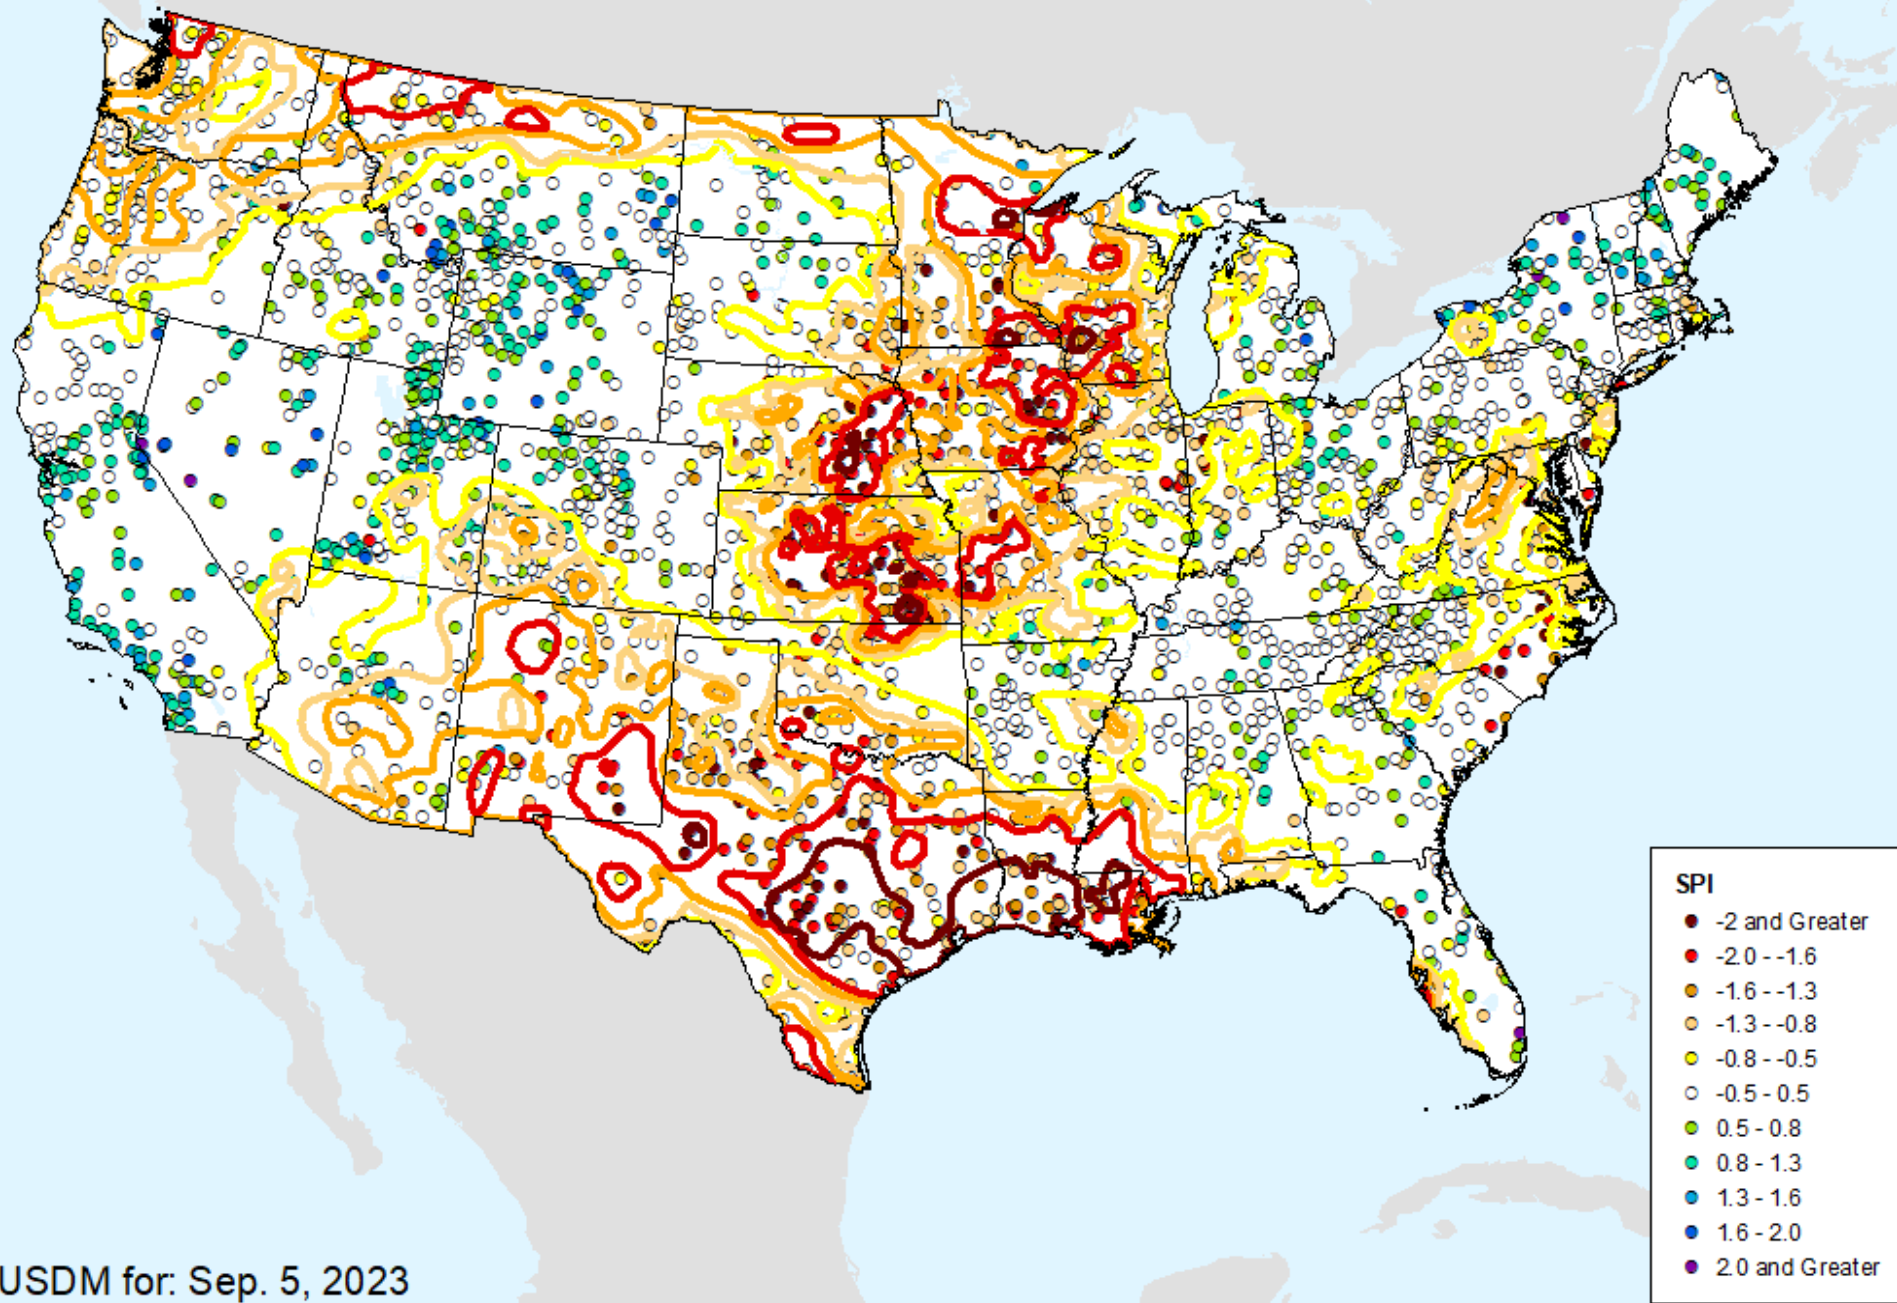 SPI
-2 and Greater
-2.0 - -1.6
-1.6 - -1.3
-1.3 - -0.8
-0.8 - -0.5
-0.5 - 0.5
0.5 - 0.8
0.8 - 1.3
1.3 - 1.6
1.6 - 2.0
2.0 and Greater
USDM for: Sep. 5, 2023